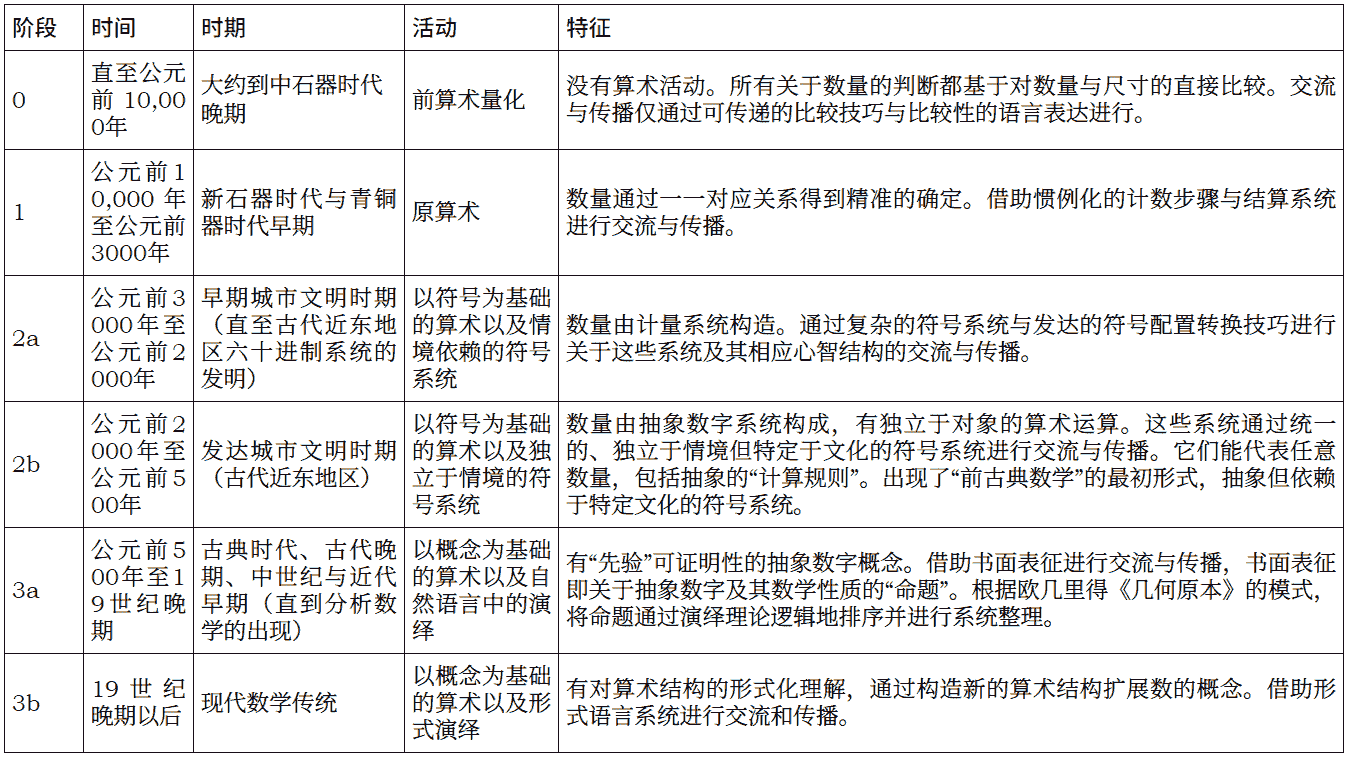 阶段 时间 时期 活动 特征
0
直至公元
前 10,00
0年
大约到中石器时代
晚期
前算术量化
没有算术活动。所有关于数量的判断都基于对数量与尺寸的直接比较。交流
与传播仅通过可传递的比较技巧与比较性的语言表达进行。
1
公元前1
0,000 年
至公元前
3000年
新石器时代与青铜
器时代早期
原算术
数量通过一一对应关系得到精准的确定。借助惯例化的计数步骤与结算系统
进行交流与传播。
2a
公元前3
000年至
公元前2
000年
早期城市文明时期
（直至古代近东地
区六十进制系统的
发明）
以符号为基础
的算术以及情
境依赖的符号
系统
数量由计量系统构造。通过复杂的符号系统与发达的符号配置转换技巧进行
关于这些系统及其相应心智结构的交流与传播。
2b
公元前2
000年至
公元前5
00年
发达城市文明时期
（古代近东地区）
以符号为基础
的算术以及独
立于情境的符
号系统
数量由抽象数字系统构成，有独立于对象的算术运算。这些系统通过统一
的、独立于情境但特定于文化的符号系统进行交流与传播。它们能代表任意
数量，包括抽象的“计算规则”。出现了“前古典数学”的最初形式，抽象但依赖
于特定文化的符号系统。
3a
公元前5
00年至1
9世纪晚
期
古典时代、古代晚
期、中世纪与近代
早期（直到分析数
学的出现）
以概念为基础
的算术以及自
然语言中的演
绎
有“先验”可证明性的抽象数字概念。借助书面表征进行交流与传播，书面表征
即关于抽象数字及其数学性质的“命题”。根据欧几里得《几何原本》的模式，
将命题通过演绎理论逻辑地排序并进行系统整理。
3b
19 世纪
晚期以后
现代数学传统
以概念为基础
的算术以及形
式演绎
有对算术结构的形式化理解，通过构造新的算术结构扩展数的概念。借助形
式语言系统进行交流和传播。